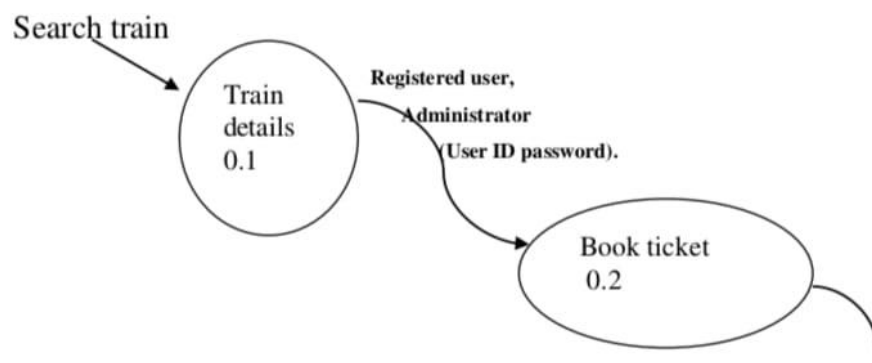 Search train
Train
details
0.1
Registered user,
Administrator
(User ID password).
Book ticket
0.2